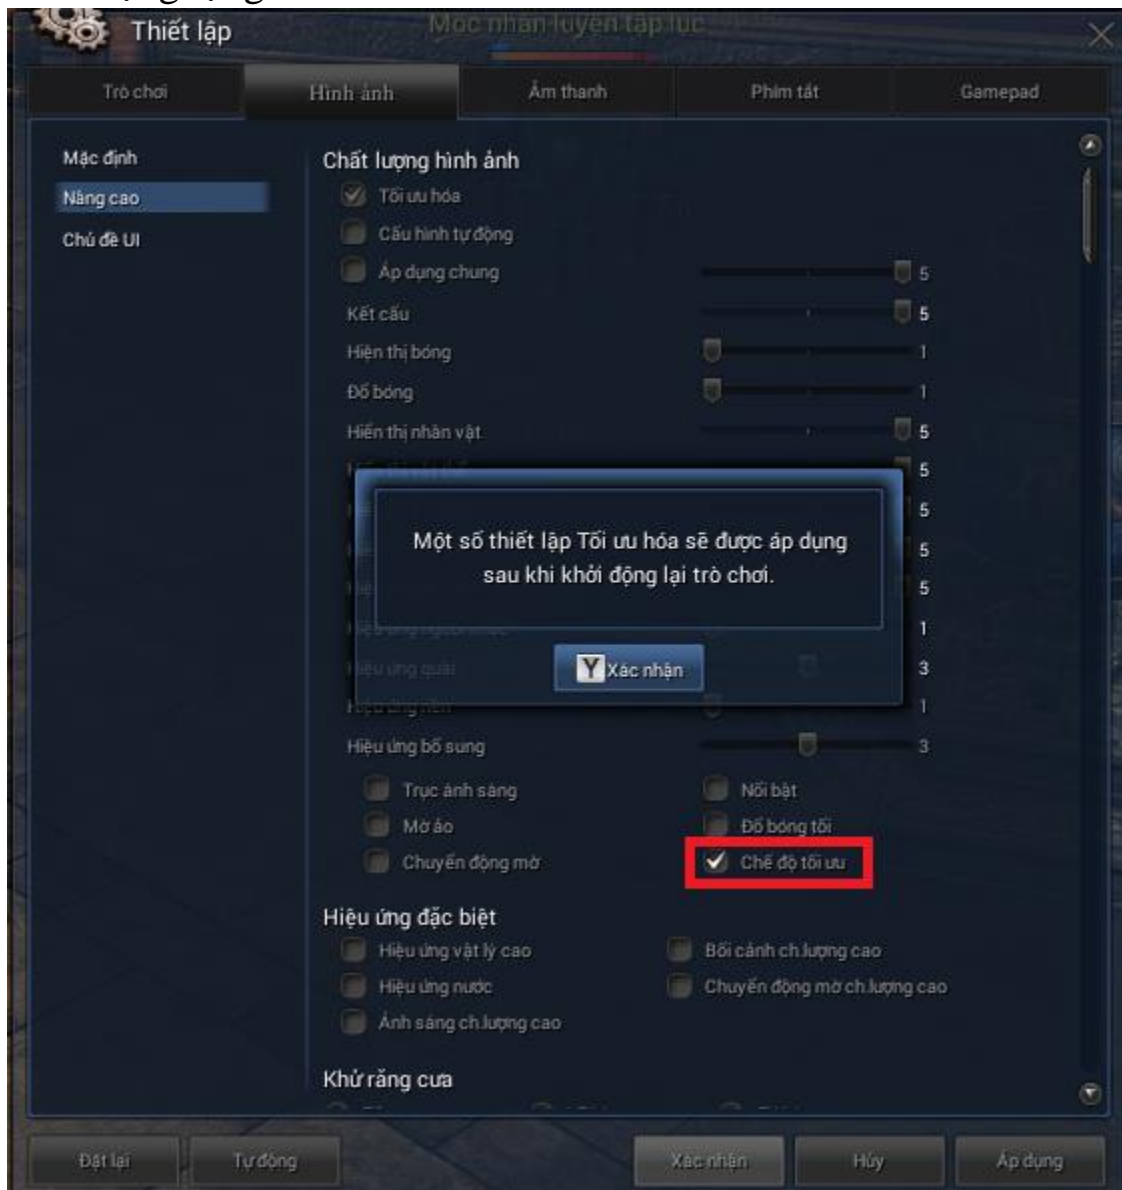 Thiết lập
Mộc nhân luyện tập lực
Trò chơi
Hình ảnh
Âm thanh
Phím tắt
Gamepad
Mặc định
Nâng cao
Chủ đề UI
Chất lượng hình ảnh
Tối ưu hóa
Cấu hình tự động
Áp dụng chung 5
Kết cấu 5
Hiện thị bóng 1
Đổ bóng 1
Hiển thị nhân vật 5
5
5
5
5
1
Hiệu ứng quái 3
Hiệu ứng nền 1
Hiệu ứng bổ sung 3
Một số thiết lập Tối ưu hóa sẽ được áp dụng
sau khi khởi động lại trò chơi.
Y Xác nhận
Trục ánh sáng
Nổi bật
Mờ ảo
Đổ bóng tối
Chuyển động mờ
Chế độ tối ưu
Hiệu ứng đặc biệt
Hiệu ứng vật lý cao
Bối cảnh ch.lượng cao
Hiệu ứng nước
Chuyển động mờ ch.lượng cao
Ánh sáng ch.lượng cao
Khử răng cưa
Đặt lại
Tự động
Xác nhận
Hủy
Áp dụng